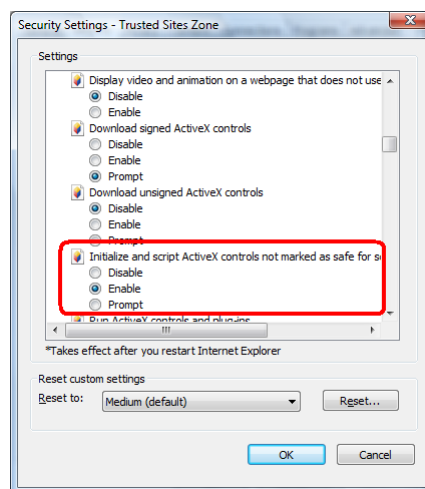 Security Settings - Trusted Sites Zone
Settings
Display video and animation on a webpage that does not use
Disable
Enable
Download signed ActiveX controls
Disable
Enable
Prompt
Download unsigned ActiveX controls
Disable
Enable
Prompt
Initialize and script ActiveX controls not marked as safe for s
Disable
Enable
Prompt
Run ActiveX controls and plug-ins
*Takes effect after you restart Internet Explorer
Reset custom settings
Reset to: Medium (default) Reset...
OK Cancel